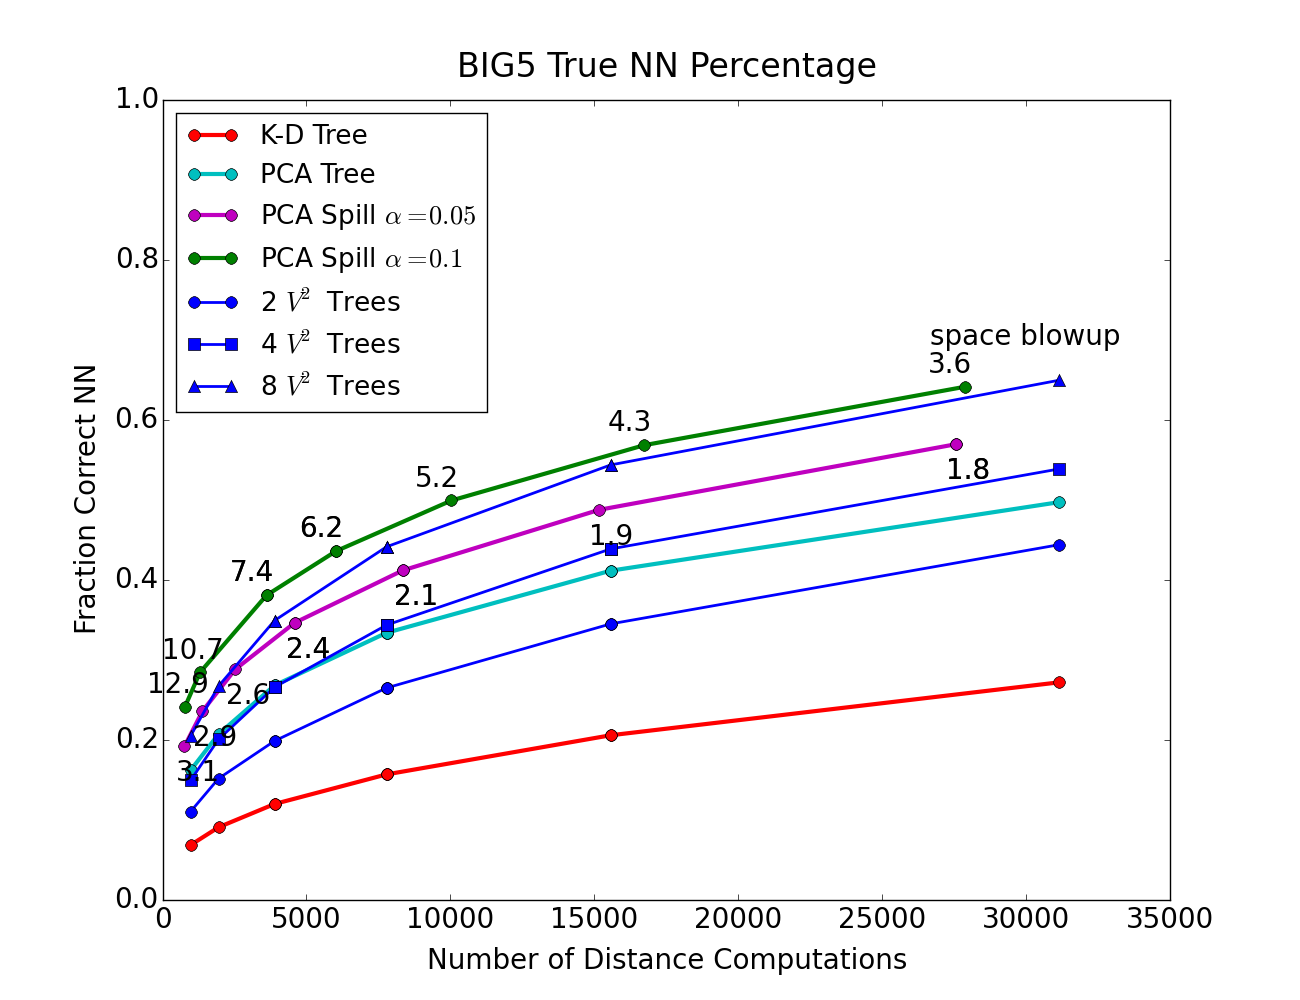 BIG5 True NN Percentage
1.0
0.8
0.6
0.4
0.2
0.0
Fraction Correct NN
K-D Tree
PCA Tree
PCA Spill α=0.05
PCA Spill α=0.1
2 V² Trees
4 V² Trees
8 V² Trees
space blowup
3.6
4.3
5.2
6.2
7.4
10.7
12.9
1.8
1.9
2.1
2.4
2.6
2.9
3.1
0 5000 10000 15000 20000 25000 30000 35000
Number of Distance Computations